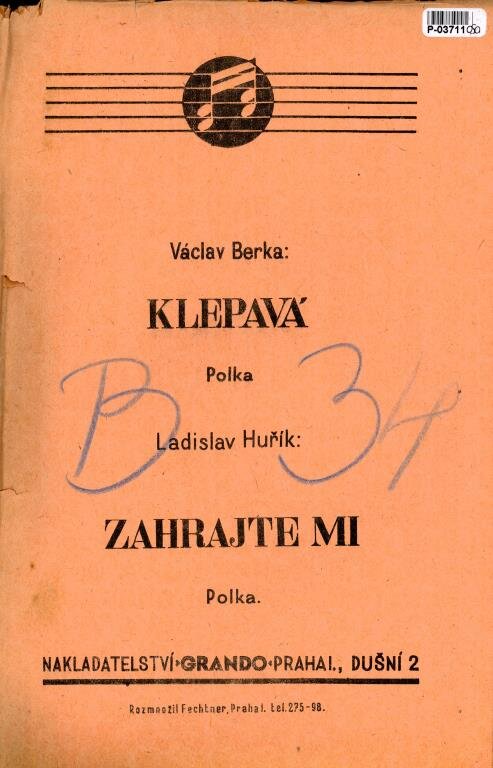 P-03711
Václav Berka:
KLEPAVÁ
Polka
B 34
Ladislav Huřík:
ZAHRAJTE MI
Polka.
NAKLADATELSTVÍ·GRANDO·PRAHA I., DUŠNÍ 2
Rozmnožil Fechtner, Praha I. tel. 275-98.